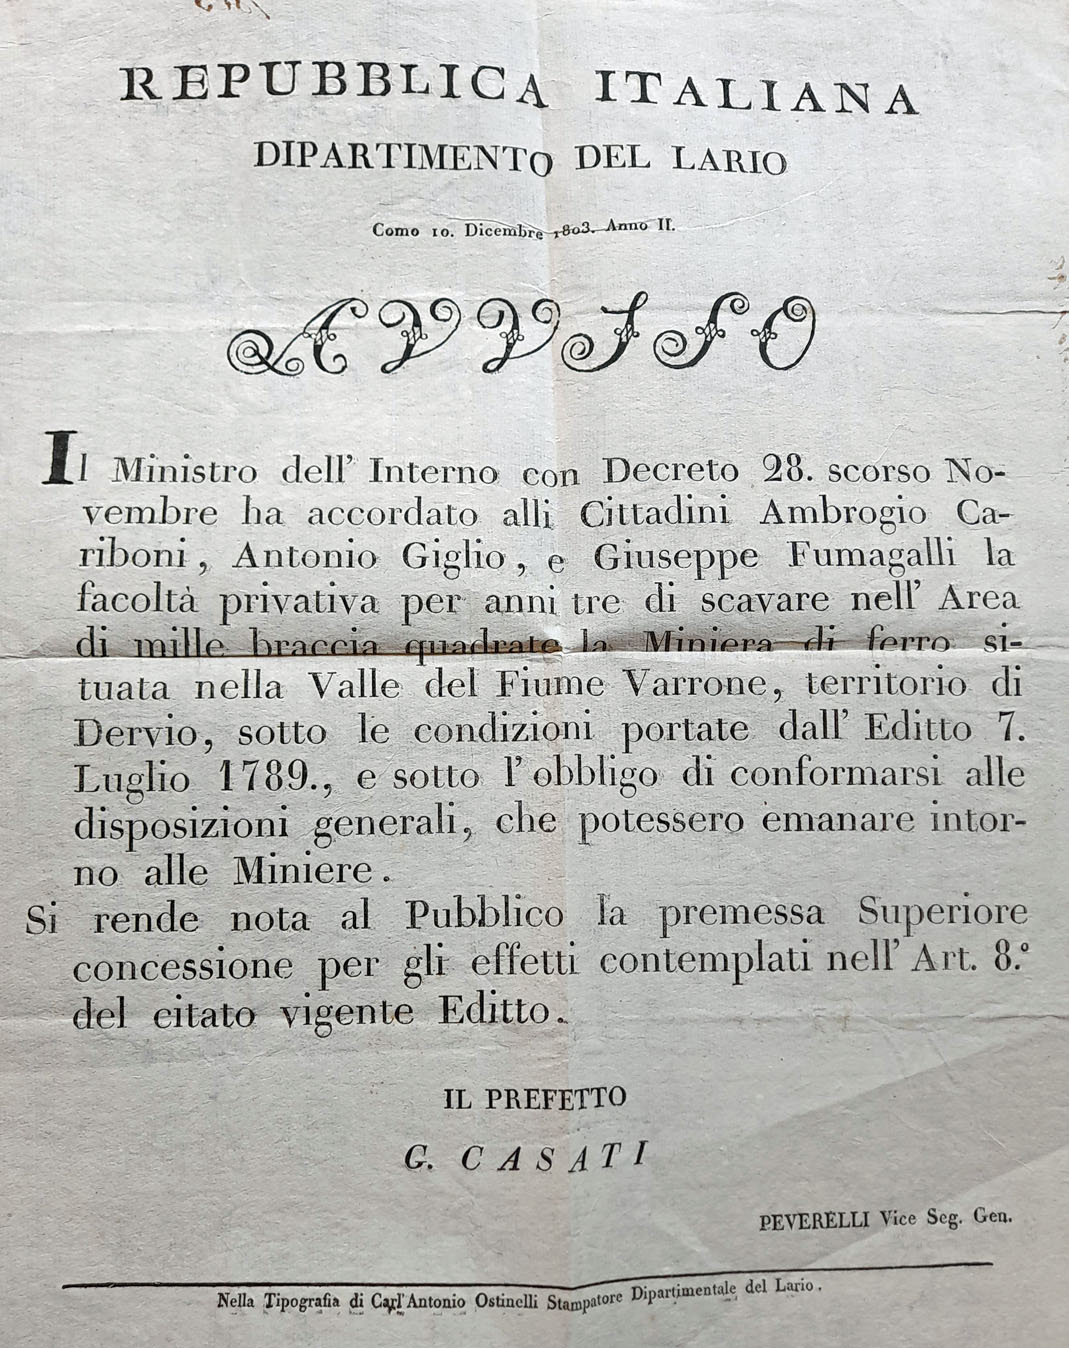 REPUBBLICA ITALIANA
DIPARTIMENTO DEL LARIO
Como 10. Dicembre 1803. Anno II.
AVVISO
Il Ministro dell' Interno con Decreto 28. scorso No-
vembre ha accordato alli Cittadini Ambrogio Ca-
riboni, Antonio Giglio, e Giuseppe Fumagalli la
facoltà privativa per anni tre di scavare nell' Area
di mille braccia quadrate la Miniera di ferro si-
tuata nella Valle del Fiume Varrone, territorio di
Dervio, sotto le condizioni portate dall' Editto 7.
Luglio 1789., e sotto l'obbligo di conformarsi alle
disposizioni generali, che potessero emanare intor-
no alle Miniere.
Si rende nota al Pubblico la premessa Superiore
concessione per gli effetti contemplati nell' Art. 8.°
del citato vigente Editto.
IL PREFETTO
G. CASATI
PEVERELLI Vice Seg. Gen.
Nella Tipografia di Carl'Antonio Ostinelli Stampatore Dipartimentale del Lario.